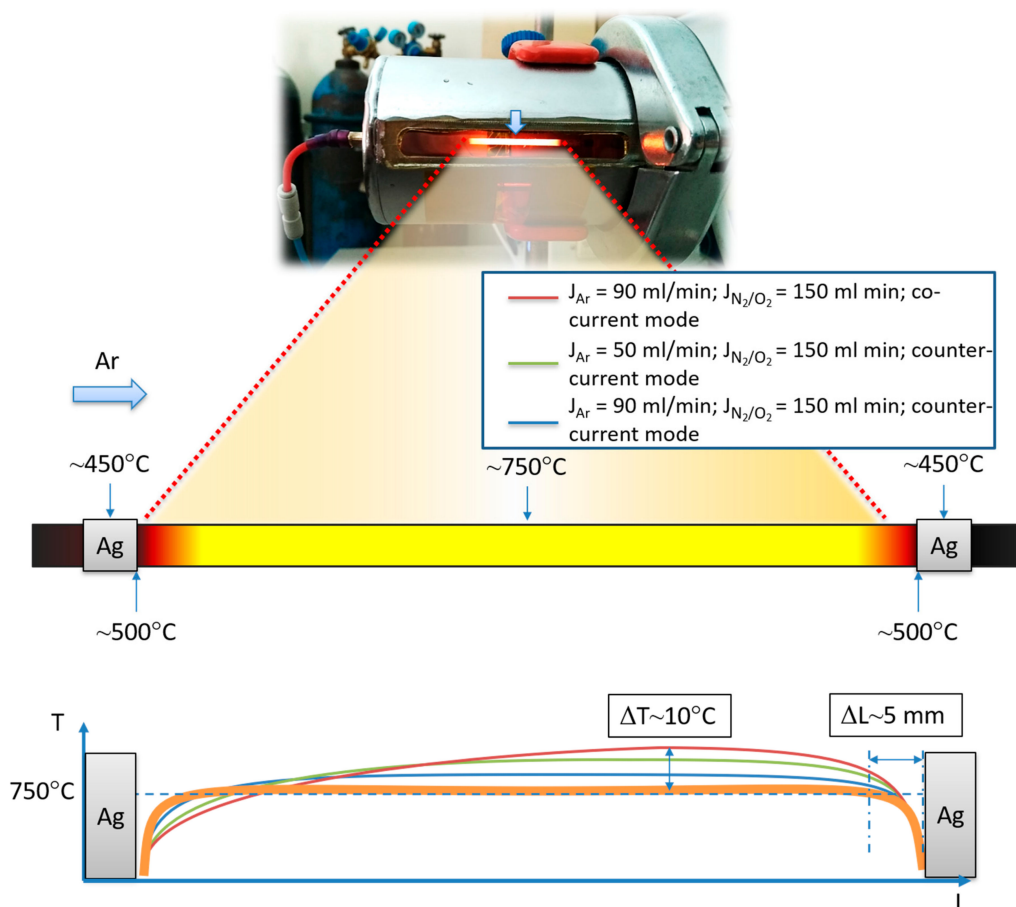 J_Ar = 90 ml/min; J_N₂/O₂ = 150 ml min; co-
current mode
J_Ar = 50 ml/min; J_N₂/O₂ = 150 ml min; counter-
current mode
J_Ar = 90 ml/min; J_N₂/O₂ = 150 ml min; counter-
current mode
Ar
~450°C
~750°C
~450°C
Ag
Ag
~500°C
~500°C
T
ΔT~10°C
ΔL~5 mm
750°C
Ag
Ag